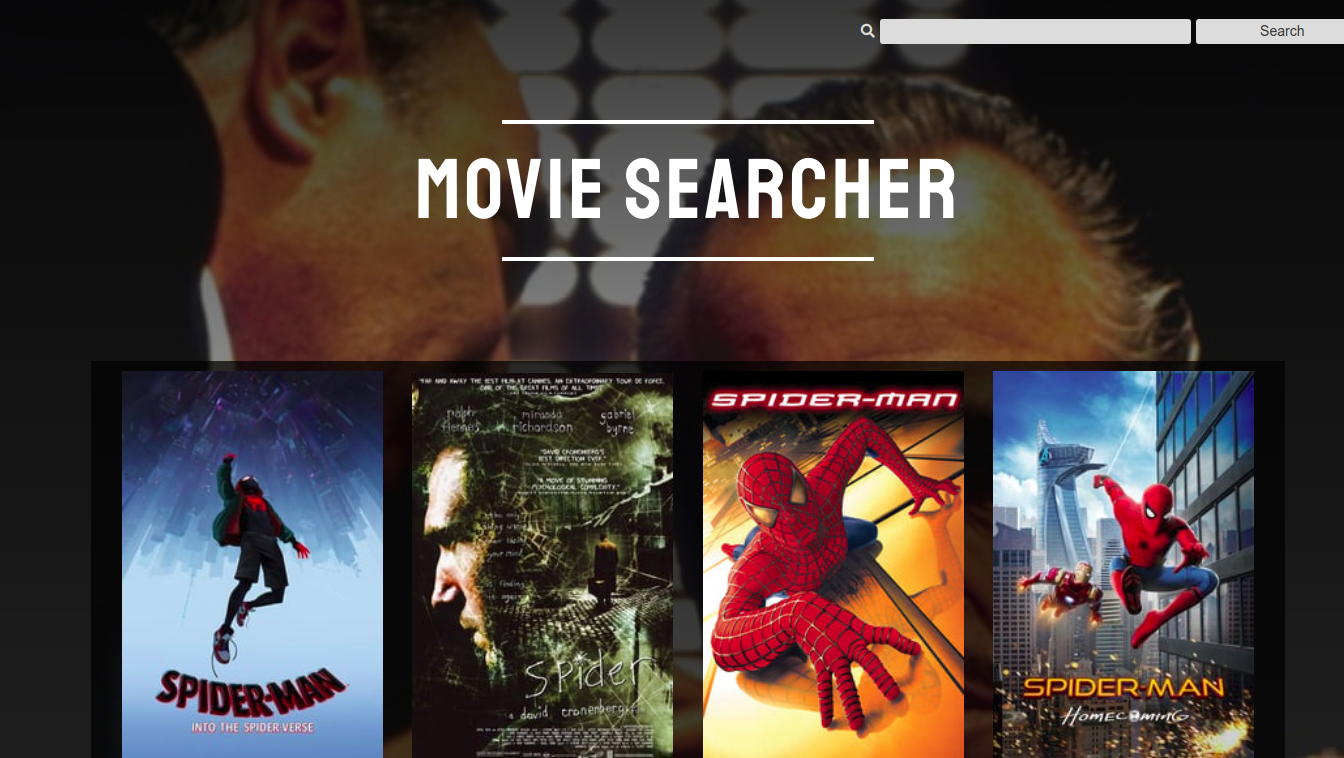 Search
MOVIE SEARCHER
"FAR AND AWAY THE BEST FILM AT CANNES. AN EXTRAORDINARY TOUR DE FORCE.
ONE OF THE GREAT FILMS OF ALL TIME."
ralph
fiennes
miranda
richardson
gabriel
byrne
"DAVID CRONENBERG'S
BEST DIRECTION EVER."
"A MOVIE OF STUNNING
PSYCHOLOGICAL COMPLEXITY."
spider
a david cronenberg film
SPIDER-MAN
SPIDER-MAN
INTO THE SPIDER-VERSE
SPIDER-MAN
HOMECOMING